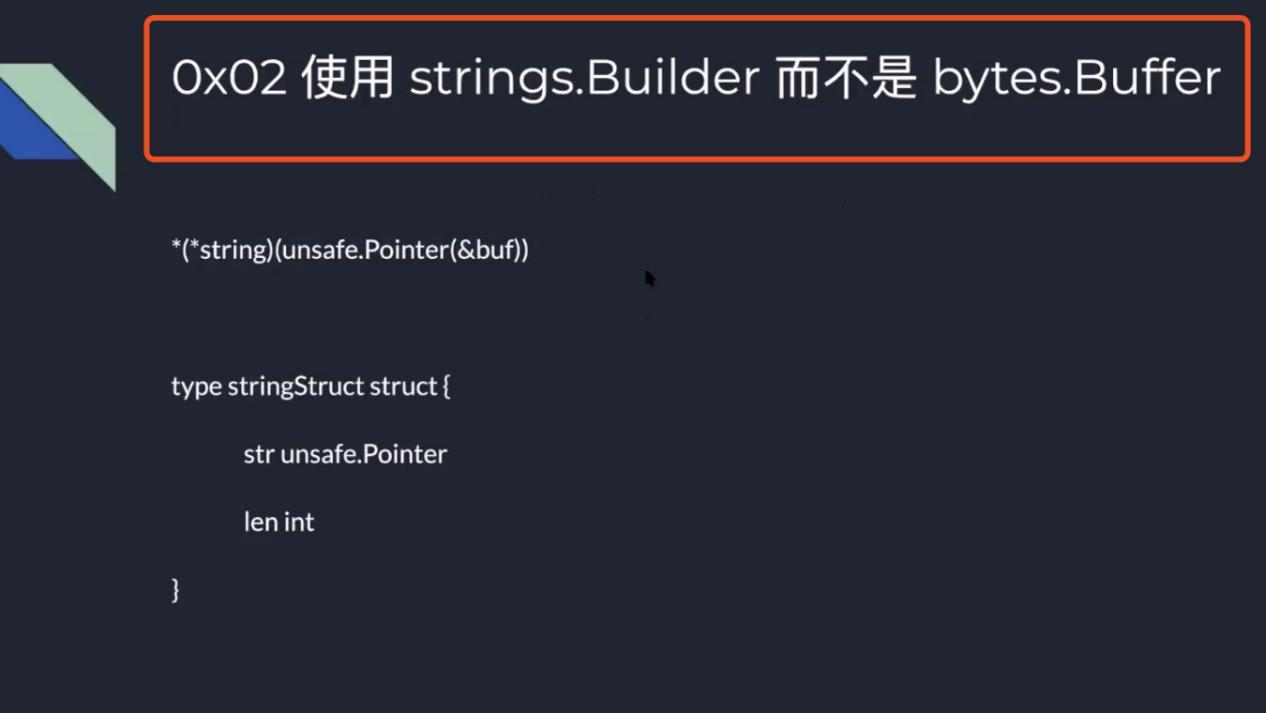 0x02 使用 strings.Builder 而不是 bytes.Buffer
*(*string)(unsafe.Pointer(&buf))
type stringStruct struct {
str unsafe.Pointer
len int
}